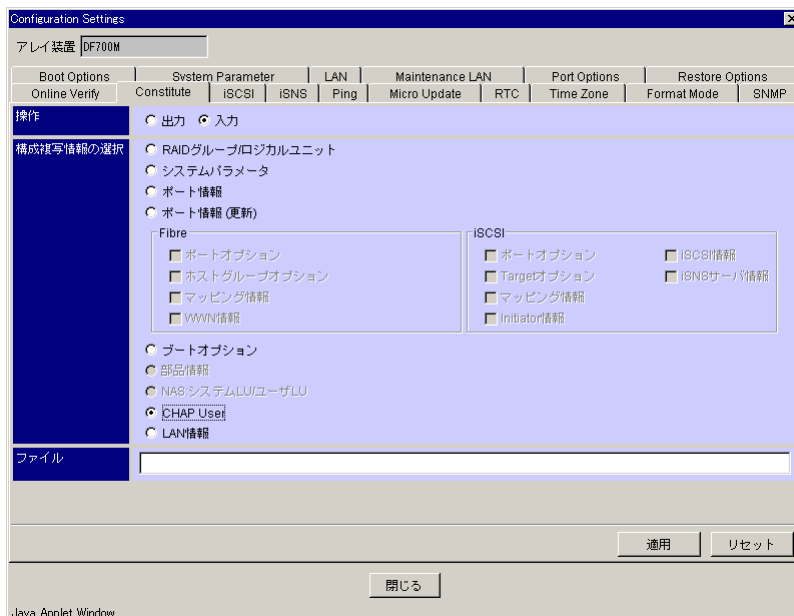 Configuration Settings
アレイ装置 DF700M
Boot Options System Parameter LAN Maintenance LAN Port Options Restore Options
Online Verify Constitute iSCSI iSNS Ping Micro Update RTC Time Zone Format Mode SNMP
操作 出力 入力
構成複写情報の選択 RAIDグループ/ロジカルユニット
システムパラメータ
ポート情報
ポート情報 (更新)
Fibre iSCSI
ポートオプション ポートオプション iSCSI情報
ホストグループオプション Targetオプション iSNSサーバ情報
マッピング情報 マッピング情報
WWN情報 Initiator情報
ブートオプション
部品情報
NAS:システムLU/ユーザLU
CHAP User
LAN情報
ファイル
適用 リセット
閉じる
Java Applet Window